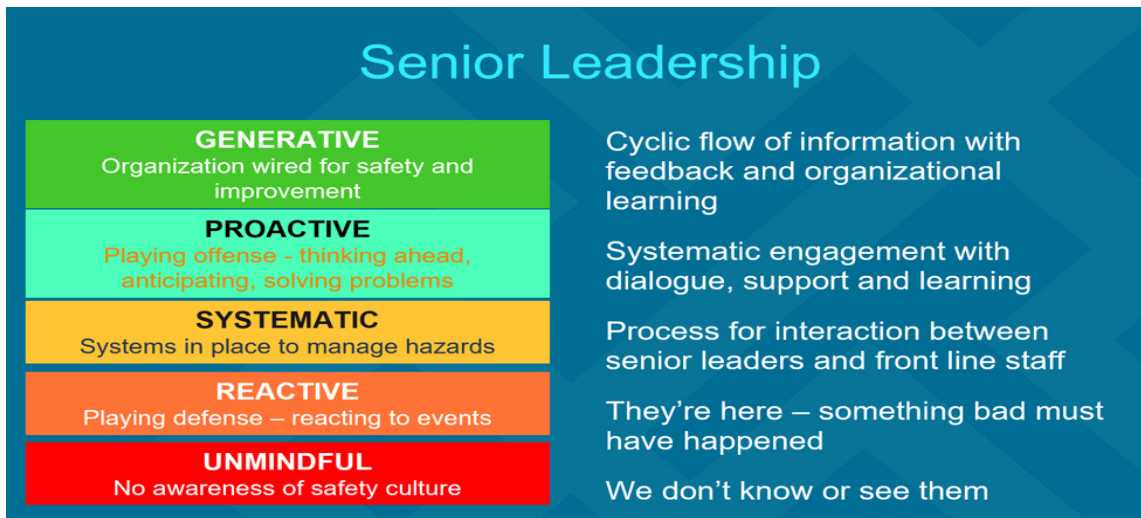 Senior Leadership
GENERATIVE
Organization wired for safety and
improvement
Cyclic flow of information with
feedback and organizational
learning
PROACTIVE
Playing offense - thinking ahead,
anticipating, solving problems
Systematic engagement with
dialogue, support and learning
SYSTEMATIC
Systems in place to manage hazards
Process for interaction between
senior leaders and front line staff
REACTIVE
Playing defense – reacting to events
They’re here – something bad must
have happened
UNMINDFUL
No awareness of safety culture
We don’t know or see them